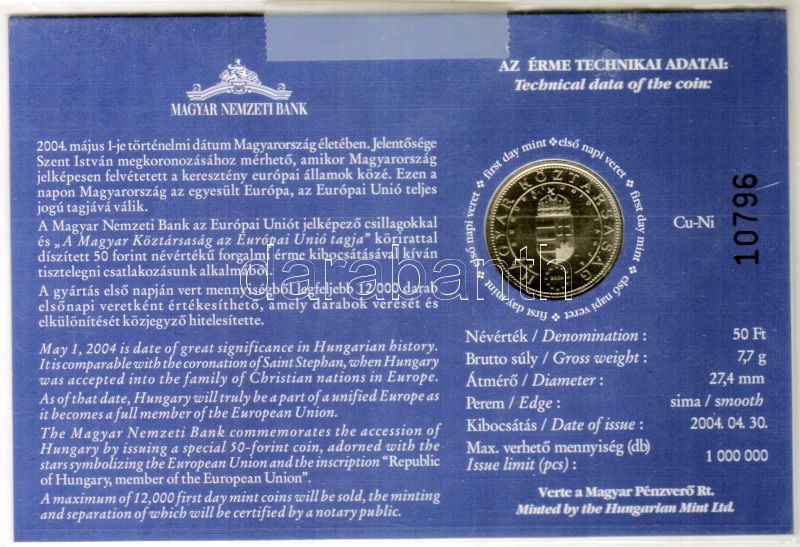 MAGYAR NEMZETI BANK
2004. május 1-je történelmi dátum Magyarország életében. Jelentősége
Szent István megkoronozásához mérhető, amikor Magyarország
jelképesen felvétetett a keresztény európai államok közé. Ezen a
napon Magyarország az egyesült Európa, az Európai Unió teljes
jogú tagjává válik.
A Magyar Nemzeti Bank az Európai Uniót jelképező csillagokkal
és „A Magyar Köztársaság az Európai Unió tagja” körirattal
díszített 50 forint névértékű forgalmi érme kibocsátásával kíván
tisztelegni csatlakozásunk alkalmából.
A gyártás első napján vert mennyiségből legfeljebb 12 000 darab
elsőnapi veretként értékesíthető, amely darabok verését és
elkülönítését közjegyző hitelesítette.
May 1, 2004 is date of great significance in Hungarian history.
It is comparable with the coronation of Saint Stephan, when Hungary
was accepted into the family of Christian nations in Europe.
As of that date, Hungary will truly be a part of a unified Europe as
it becomes a full member of the European Union.
The Magyar Nemzeti Bank commemorates the accession of
Hungary by issuing a special 50-forint coin, adorned with the
stars symbolizing the European Union and the inscription “Republic
of Hungary, member of the European Union”.
A maximum of 12,000 first day mint coins will be sold, the minting
and separation of which will be certified by a notary public.
AZ ÉRME TECHNIKAI ADATAI:
Technical data of the coin:
first day mint ❖ első napi veret ❖ first day mint ❖ első napi veret ❖ first day mint ❖ első napi veret ❖
MAGYAR KÖZTÁRSASÁG
Cu-Ni
10796
Névérték / Denomination : 50 Ft
Brutto súly / Gross weight : 7,7 g
Átmérő / Diameter : 27,4 mm
Perem / Edge : sima / smooth
Kibocsátás / Date of issue : 2004. 04. 30.
Max. verhető mennyiség (db)
Issue limit (pcs) : 1 000 000
Verte a Magyar Pénzverő Rt.
Minted by the Hungarian Mint Ltd.
darabanth.com